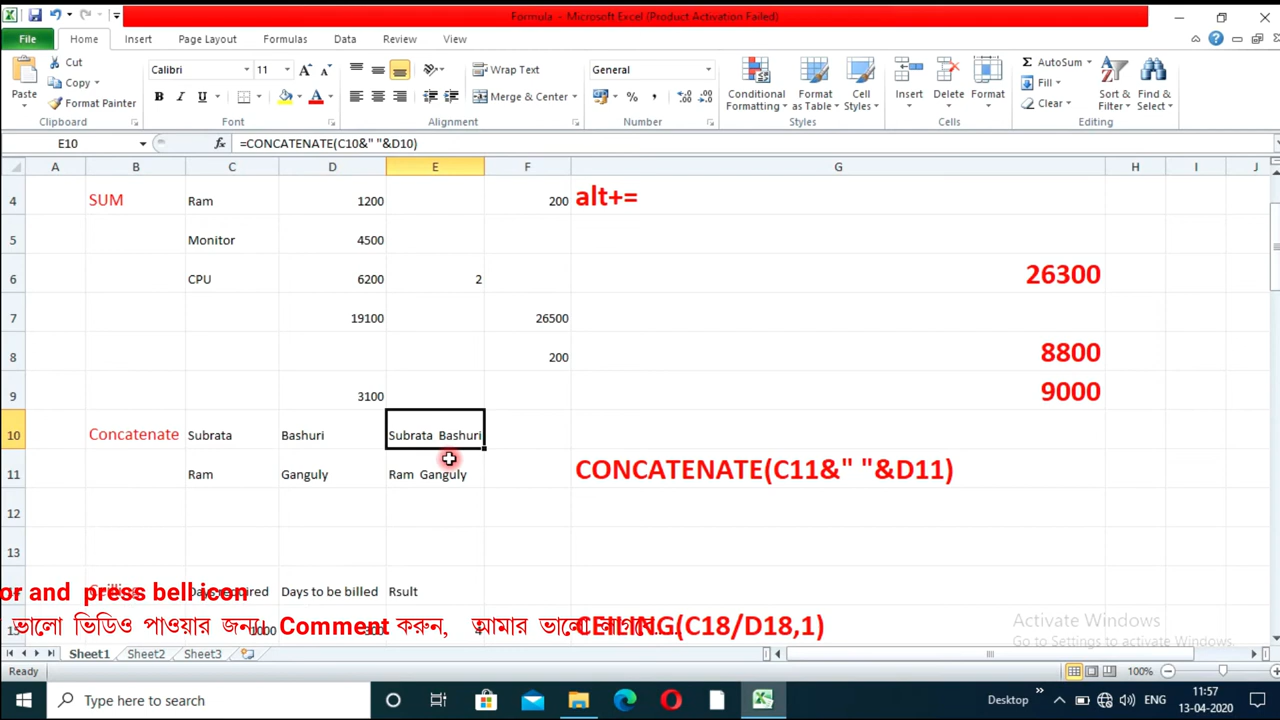 Formula - Microsoft Excel (Product Activation Failed)
File Home Insert Page Layout Formulas Data Review View
Paste Cut Copy Format Painter Clipboard
Calibri 11 B I U Font
Wrap Text Merge & Center Alignment
General % , Number
Conditional Formatting Format as Table Cell Styles Styles
Insert Delete Format Cells
AutoSum Fill Clear Sort & Filter Find & Select Editing
E10 fx =CONCATENATE(C10&" "&D10)
A B C D E F G H I J
4 SUM Ram 1200 200 alt+=
5 Monitor 4500
6 CPU 6200 2 26300
7 19100 26500
8 200 8800
9 3100 9000
10 Concatenate Subrata Bashuri Subrata Bashuri
11 Ram Ganguly Ram Ganguly CONCATENATE(C11&" "&D11)
12
13
or and press bell icon
Days required Days to be billed Rsult
ভালো ভিডিও পাওয়ার জন্য। Comment করুন, আমার ভালো
1000 4 CEILING(C18/D18,1)
Activate Windows
Go to Settings to activate Windows.
Sheet1 Sheet2 Sheet3
Ready 100%
Type here to search Desktop ENG 11:57
13-04-2020